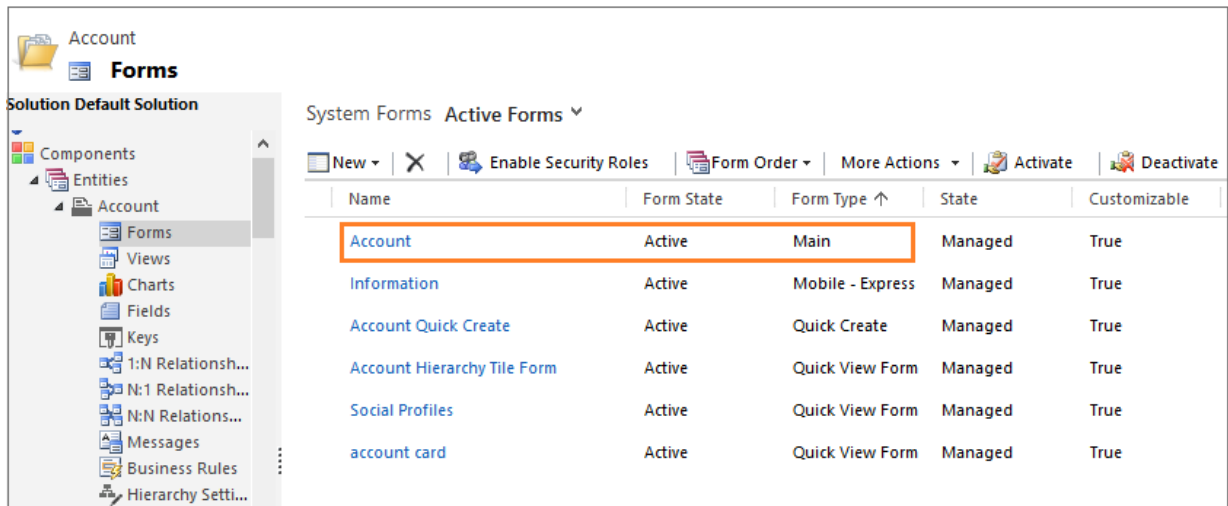 Account
Forms
Solution Default Solution
Components
Entities
Account
Forms
Views
Charts
Fields
Keys
1:N Relationsh...
N:1 Relationsh...
N:N Relations...
Messages
Business Rules
Hierarchy Setti...
System Forms Active Forms
New Enable Security Roles Form Order More Actions Activate Deactivate
Name Form State Form Type State Customizable
Account Active Main Managed True
Information Active Mobile - Express Managed True
Account Quick Create Active Quick Create Managed True
Account Hierarchy Tile Form Active Quick View Form Managed True
Social Profiles Active Quick View Form Managed True
account card Active Quick View Form Managed True